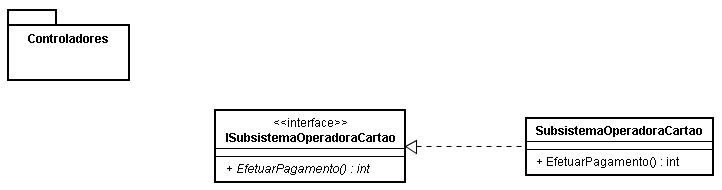 Controladores
<<interface>>
ISubsistemaOperadoraCartao
+ EfetuarPagamento() : int
SubsistemaOperadoraCartao
+ EfetuarPagamento() : int